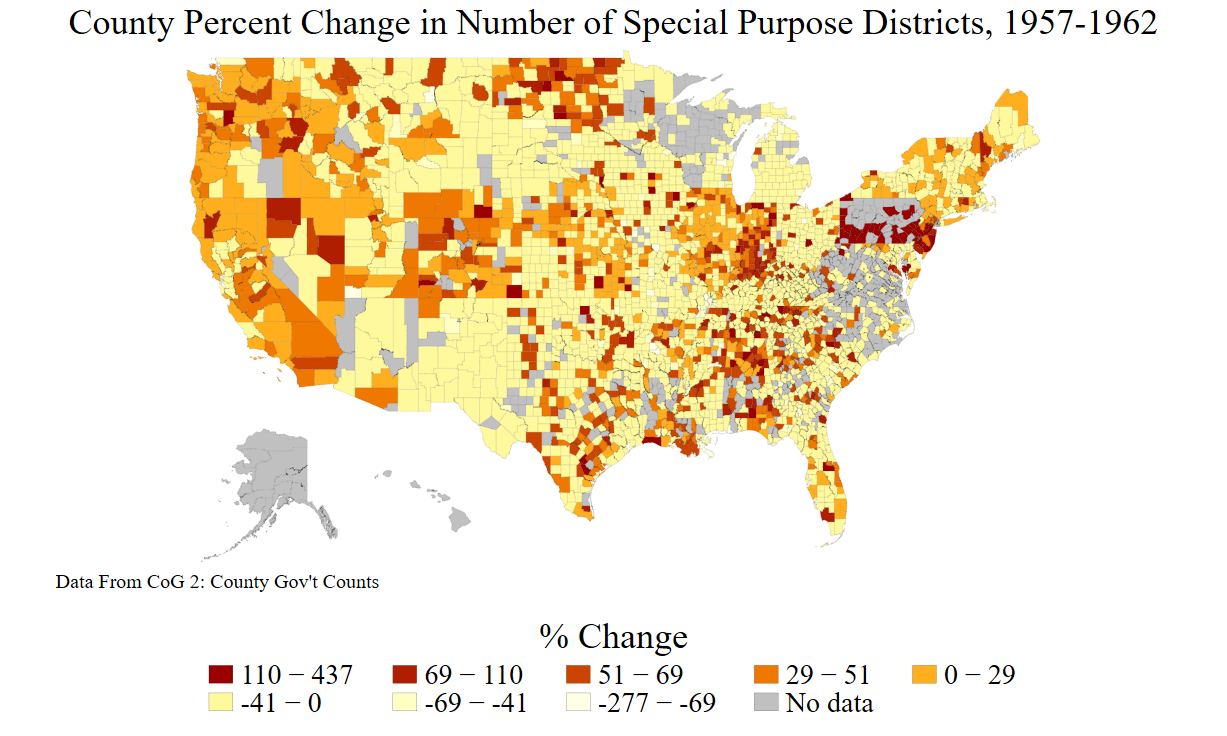 County Percent Change in Number of Special Purpose Districts, 1957-1962
Data From CoG 2: County Gov't Counts
% Change
110 − 437 69 − 110 51 − 69 29 − 51 0 − 29
-41 − 0 -69 − -41 -277 − -69 No data